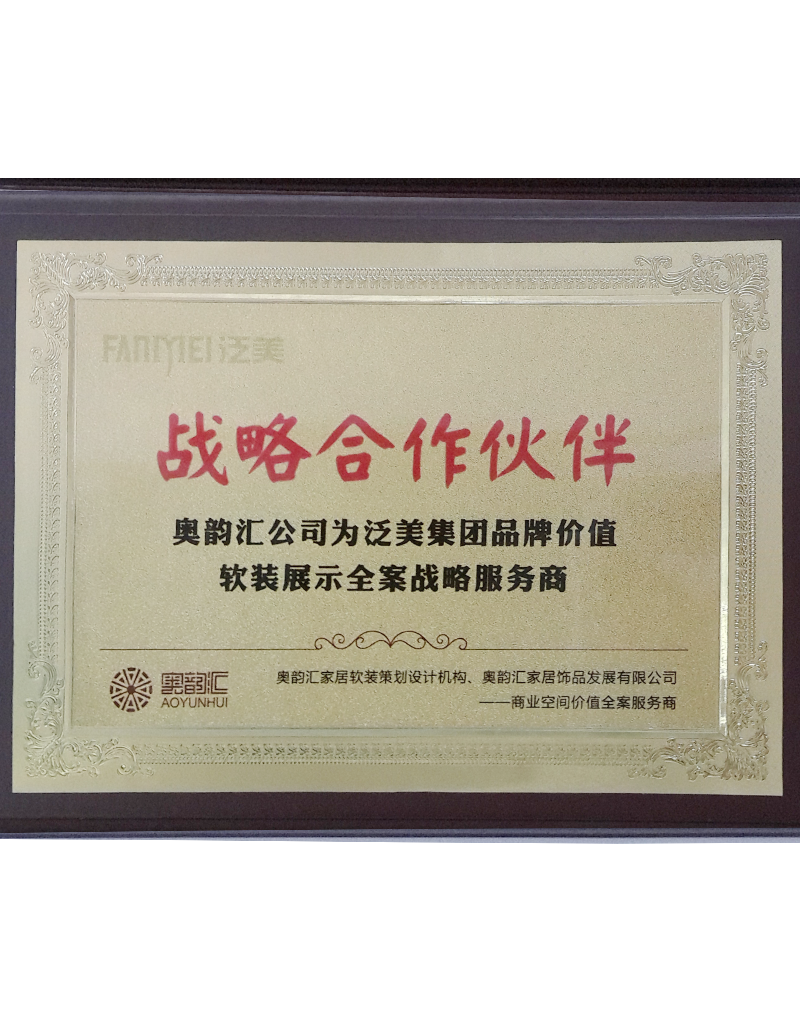 FANMEI泛美
战略合作伙伴
奥韵汇公司为泛美集团品牌价值
软装展示全案战略服务商
奥韵汇
AOYUNHUI
奥韵汇家居软装策划设计机构、奥韵汇家居饰品发展有限公司
——商业空间价值全案服务商